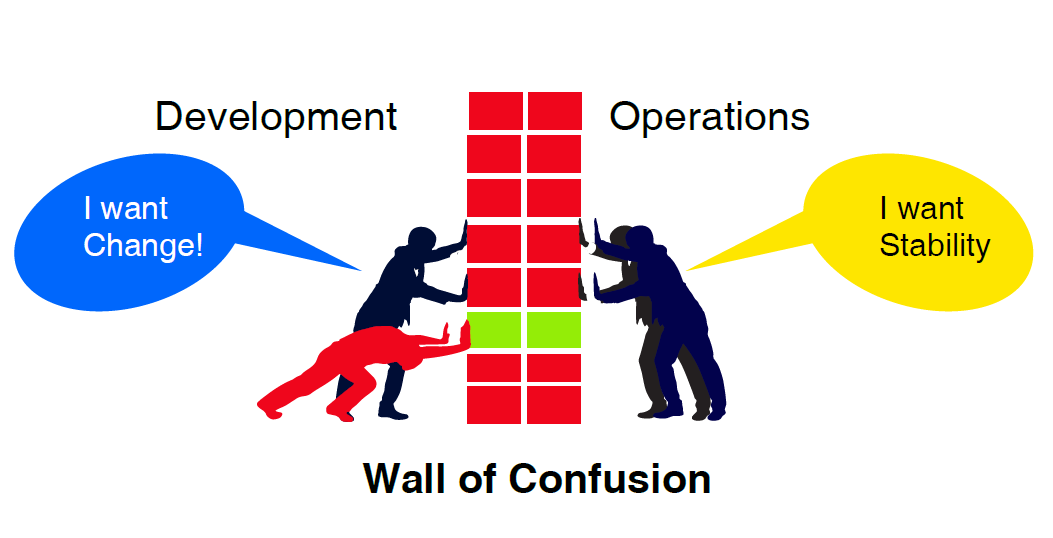 Development
Operations
I want
Change!
I want
Stability
Wall of Confusion